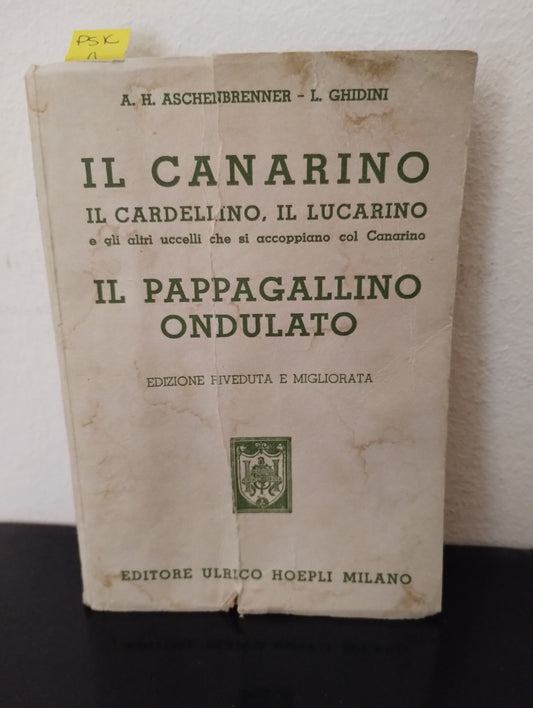 PSK
A. H. ASCHENBRENNER - L. GHIDINI
IL CANARINO
IL CARDELLINO, IL LUCARINO
e gli altri uccelli che si accoppiano col Canarino
IL PAPPAGALLINO
ONDULATO
EDIZIONE RIVEDUTA E MIGLIORATA
EDITORE ULRICO HOEPLI MILANO